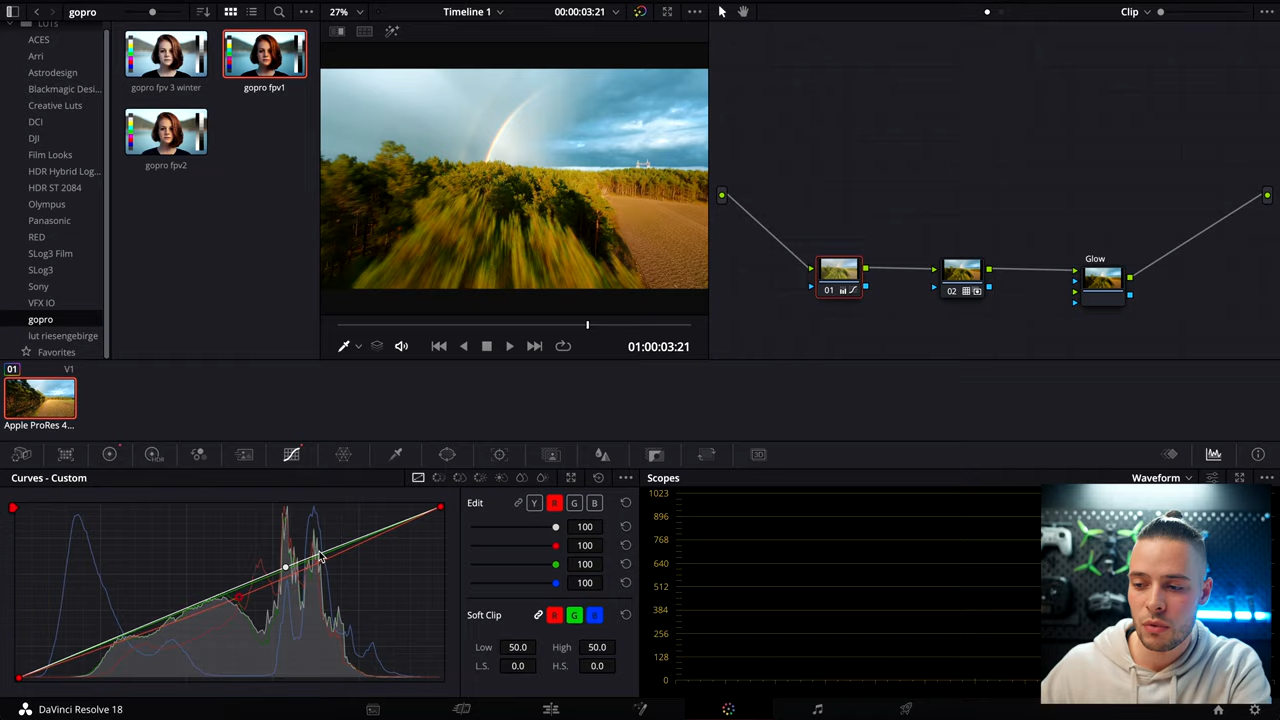 gopro
27%
Timeline 1
00:00:03:21
Clip
LUTs
ACES
Arri
Astrodesign
Blackmagic Desi...
Creative Luts
DCI
DJI
Film Looks
HDR Hybrid Log...
HDR ST 2084
Olympus
Panasonic
RED
SLog3 Film
SLog3
Sony
VFX IO
gopro
lut riesengebirge
Favorites
gopro fpv 3 winter
gopro fpv1
gopro fpv2
01:00:03:21
Glow
01
02
01 V1
Apple ProRes 4...
HDR
3D
Curves - Custom
Edit
Y R G B
100
100
100
100
Soft Clip
R G B
Low 50.0 High 50.0
L.S. 0.0 H.S. 0.0
Scopes
Waveform
1023
896
768
640
512
384
256
128
0
DaVinci Resolve 18